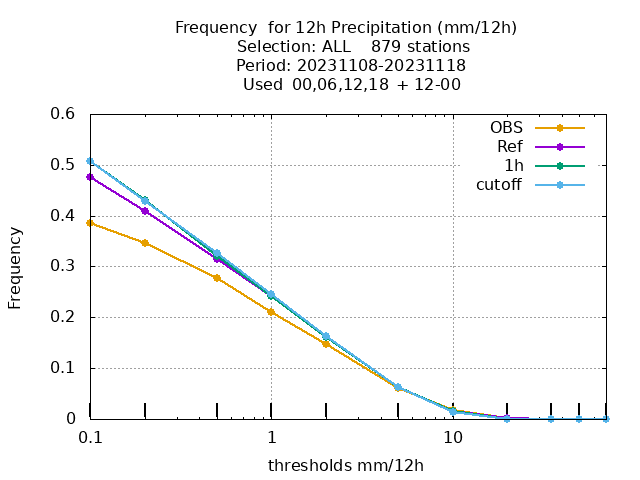 Frequency  for 12h Precipitation (mm/12h)
Selection: ALL    879 stations
Period: 20231108-20231118
Used  00,06,12,18  + 12-00
0.6
0.5
0.4
0.3
0.2
0.1
0
Frequency
OBS
Ref
1h
cutoff
0.1
1
10
thresholds mm/12h